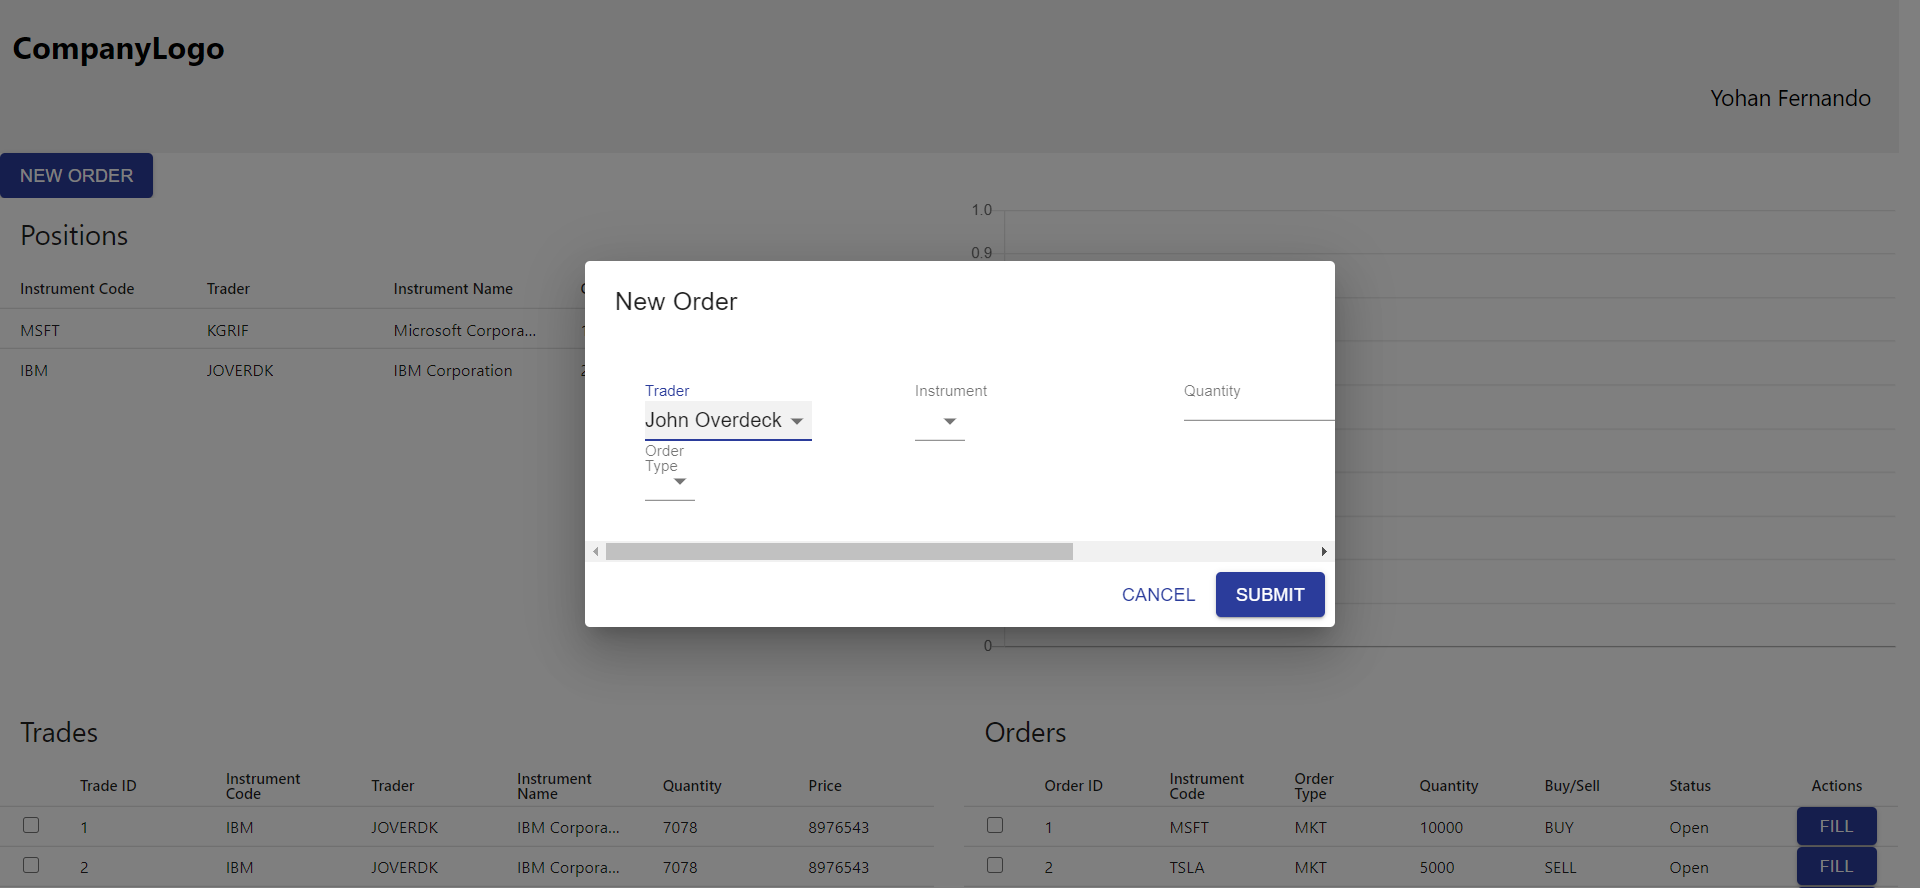 CompanyLogo
Yohan Fernando
NEW ORDER
Positions
Instrument Code Trader Instrument Name
MSFT KGRIF Microsoft Corpora...
IBM JOVERDK IBM Corporation
1.0
0.9
0
New Order
Trader Instrument Quantity
John Overdeck
Order
Type
CANCEL SUBMIT
Trades
Trade ID Instrument Code Trader Instrument Name Quantity Price
1 IBM JOVERDK IBM Corpora... 7078 8976543
2 IBM JOVERDK IBM Corpora... 7078 8976543
Orders
Order ID Instrument Code Order Type Quantity Buy/Sell Status Actions
1 MSFT MKT 10000 BUY Open FILL
2 TSLA MKT 5000 SELL Open FILL